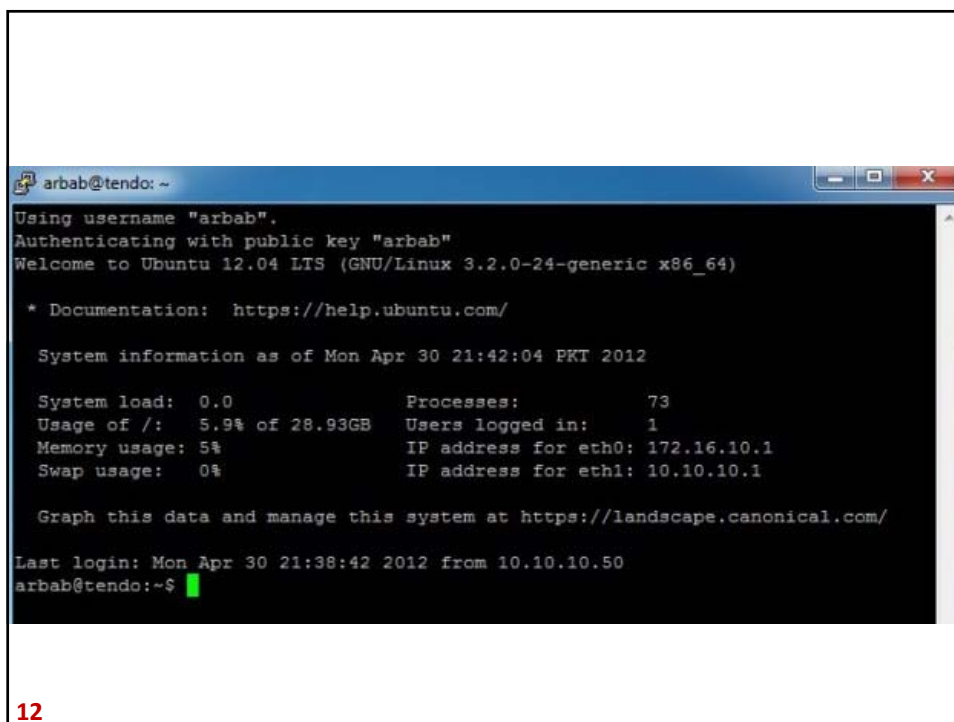 arbab@tendo: ~
Using username "arbab".
Authenticating with public key "arbab"
Welcome to Ubuntu 12.04 LTS (GNU/Linux 3.2.0-24-generic x86_64)
* Documentation: https://help.ubuntu.com/
System information as of Mon Apr 30 21:42:04 PKT 2012
System load: 0.0 Processes: 73
Usage of /: 5.9% of 28.93GB Users logged in: 1
Memory usage: 5% IP address for eth0: 172.16.10.1
Swap usage: 0% IP address for eth1: 10.10.10.1
Graph this data and manage this system at https://landscape.canonical.com/
Last login: Mon Apr 30 21:38:42 2012 from 10.10.10.50
arbab@tendo:~$
12